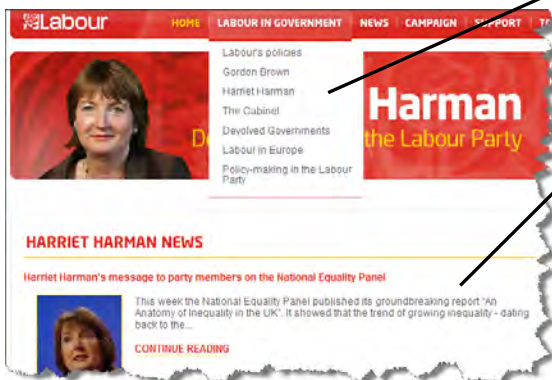 Labour
HOME LABOUR IN GOVERNMENT NEWS CAMPAIGN SUPPORT
Labour's policies
Gordon Brown
Harriet Harman
The Cabinet
Devolved Governments
Labour in Europe
Policy-making in the Labour
Party
Harman
the Labour Party
HARRIET HARMAN NEWS
Harriet Harman's message to party members on the National Equality Panel
This week the National Equality Panel published its groundbreaking report "An
Anatomy of Inequality in the UK". It showed that the trend of growing inequality - dating
back to the...
CONTINUE READING